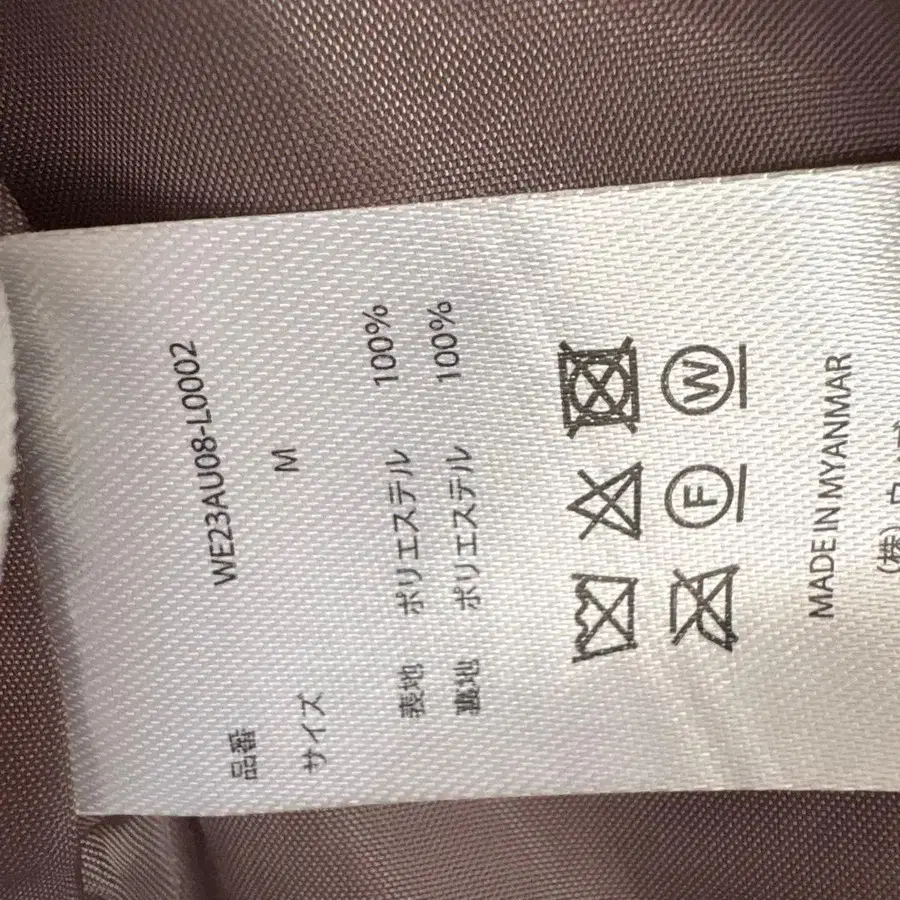 品番 WE23AU08-L0002
サイズ M
表地 ポリエステル 100%
裏地 ポリエステル 100%
F W
MADE IN MYANMAR
(株)